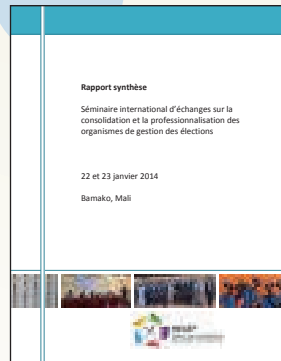 Rapport synthèse
Séminaire international d'échanges sur la
consolidation et la professionnalisation des
organismes de gestion des élections
22 et 23 janvier 2014
Bamako, Mali